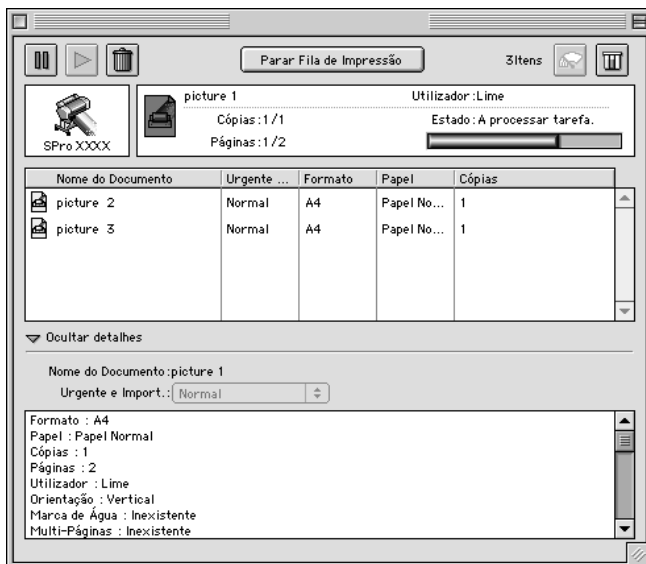 Parar Fila de Impressão
3Itens
SPro XXXX
picture 1
Utilizador :Lime
Cópias:1/1
Estado:A processar tarefa.
Páginas:1/2
Nome do Documento Urgente ... Formato Papel Cópias
picture 2 Normal A4 Papel No... 1
picture 3 Normal A4 Papel No... 1
Ocultar detalhes
Nome do Documento :picture 1
Urgente e Import.: Normal
Formato : A4
Papel : Papel Normal
Cópias : 1
Páginas : 2
Utilizador : Lime
Orientação : Vertical
Marca de Água : Inexistente
Multi-Páginas : Inexistente